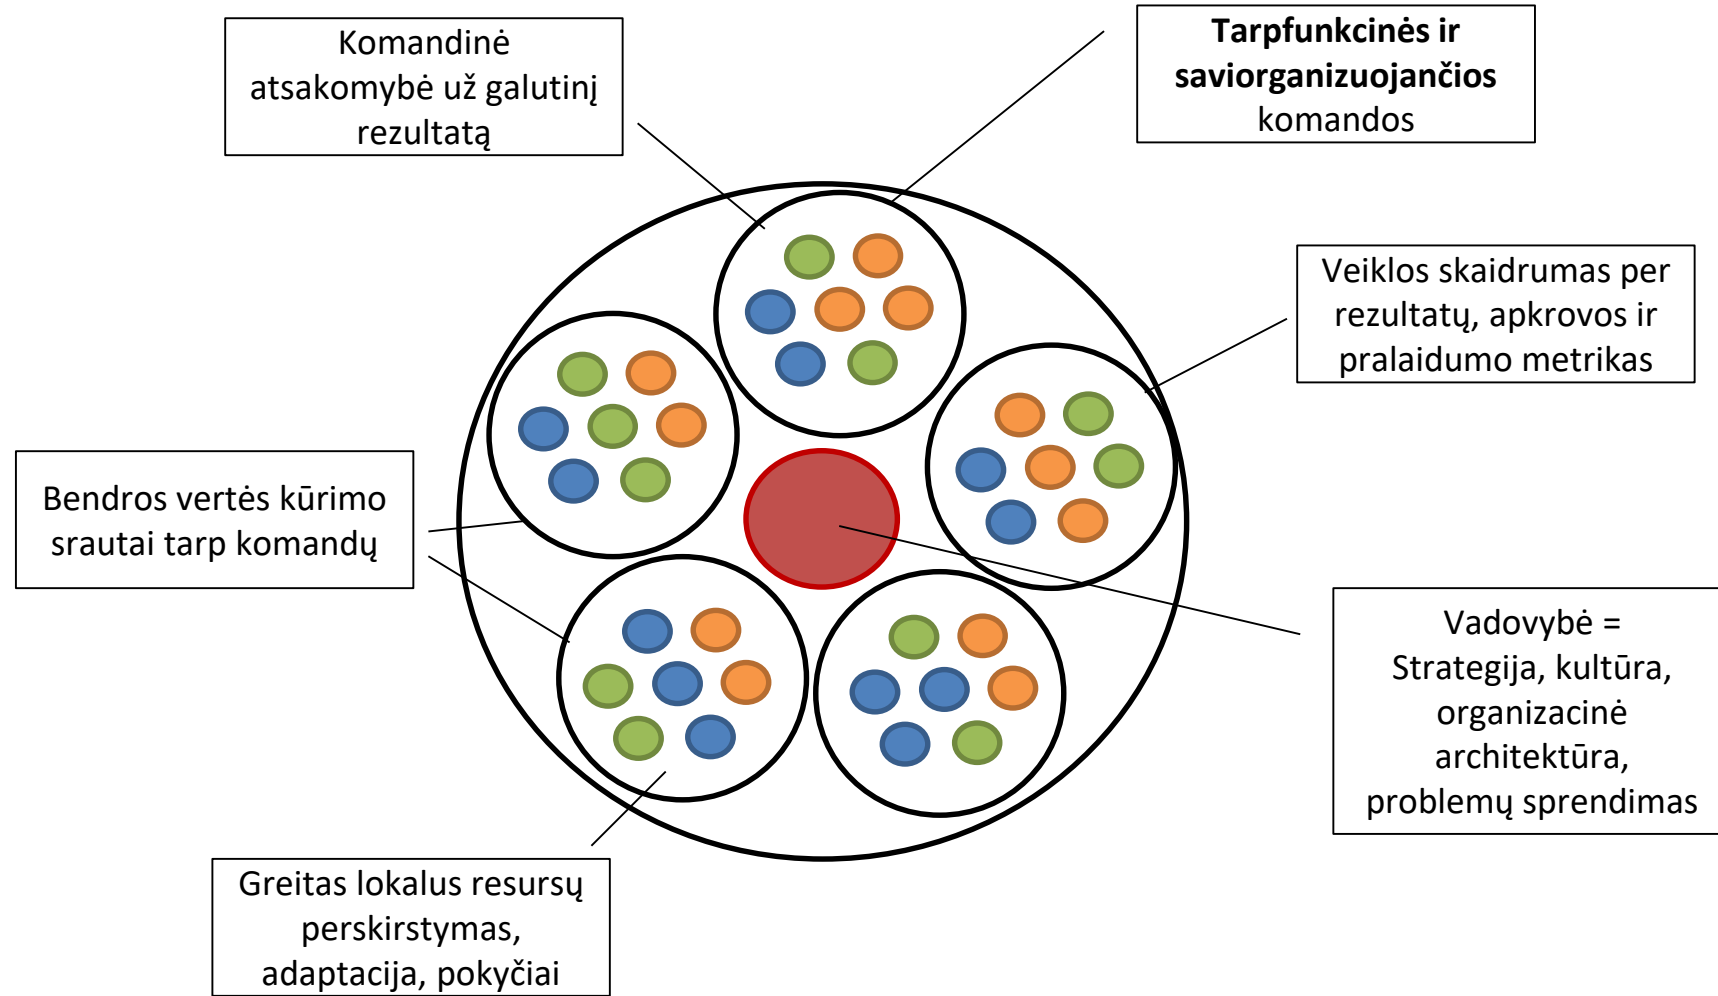 Komandinė
atsakomybė už galutinį
rezultatą
Tarpfunkcinės ir
saviorganizuojančios
komandos
Veiklos skaidrumas per
rezultatų, apkrovos ir
pralaidumo metrikas
Bendros vertės kūrimo
srautai tarp komandų
Vadovybė =
Strategija, kultūra,
organizacinė
architektūra,
problemų sprendimas
Greitas lokalus resursų
perskirstymas,
adaptacija, pokyčiai